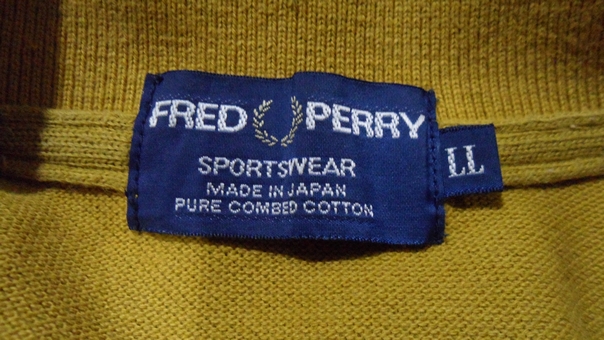 FRED PERRY
SPORTSWEAR
MADE IN JAPAN
PURE COMBED COTTON
LL